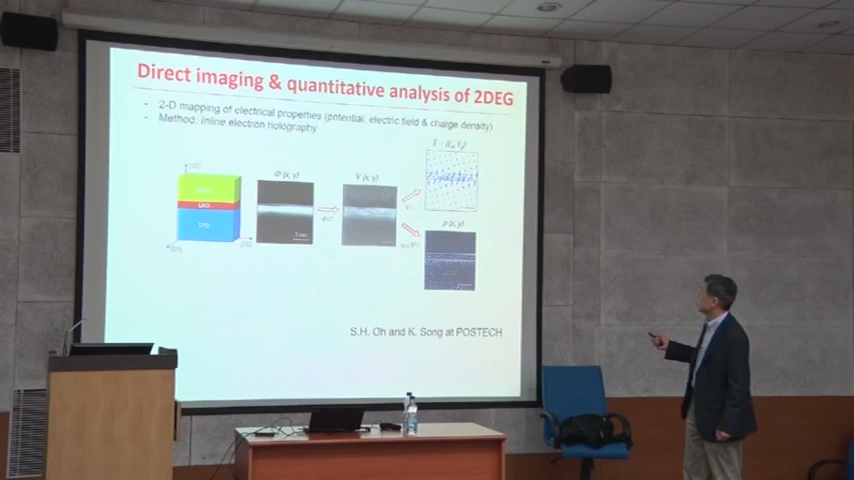 Direct imaging & quantitative analysis of 2DEG
- 2-D mapping of electrical properties (potential, electric field & charge density)
- Method: Inline electron holography
Φ (x, y)
V (x, y)
ρ (x, y)
LAO
STO
S.H. Oh and K. Song at POSTECH